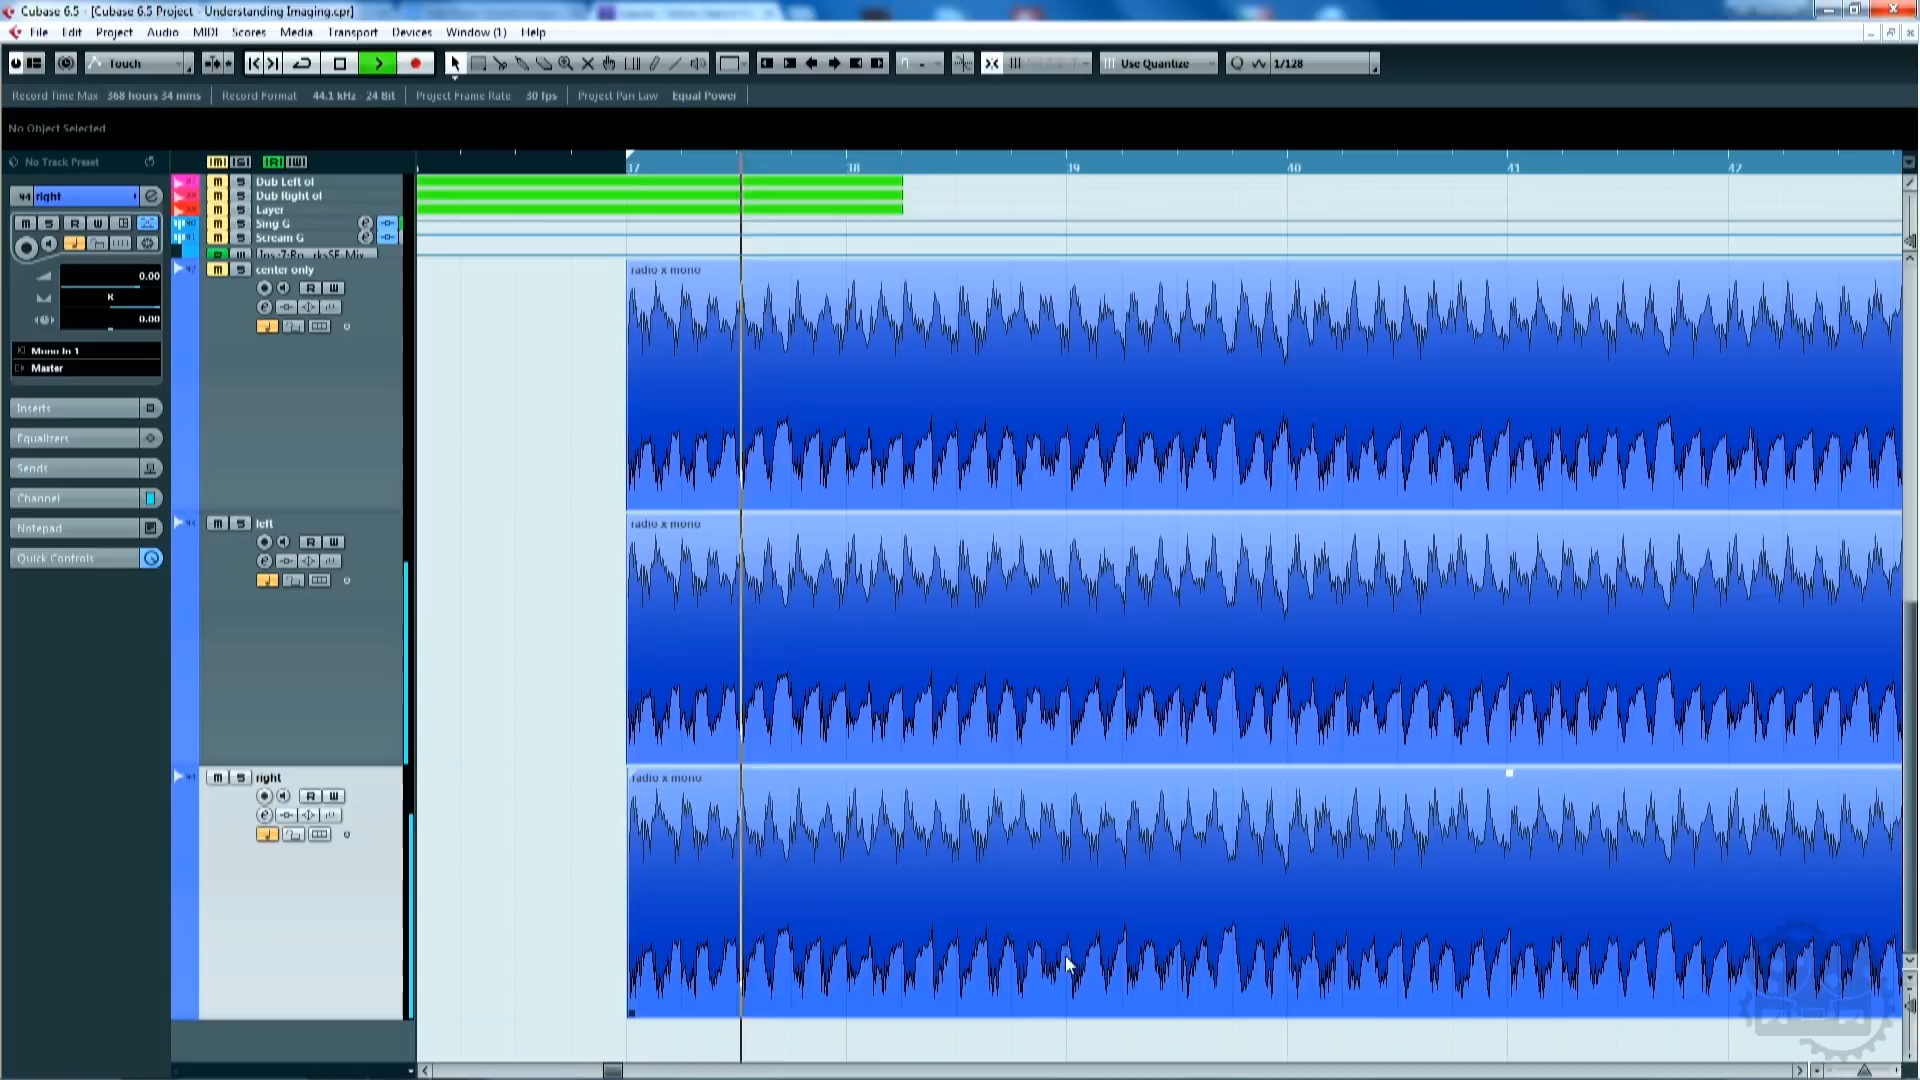 Cubase 6.5 - [Cubase 6.5 Project - Understanding Imaging.cpr]
File Edit Project Audio MIDI Scores Media Transport Devices Window (1) Help
Touch Use Quantize 1/128
Record Time Max 368 hours 34 mins Record Format 44.1 kHz - 24 Bit Project Frame Rate 30 fps Project Pan Law Equal Power
No Object Selected
No Track Preset
M S R W
37 38 39 40 41 42
44 right
M S R W
0.00
R
0.00
Mono In 1
Master
Inserts
Equalizers
Sends
Channel
Notepad
Quick Controls
M S Dub Left ol
M S Dub Right ol
M S Layer
M S Sing G
M S Scream G
R W
M S center only
R W
radio x mono
M S left
R W
radio x mono
M S right
R W
radio x mono